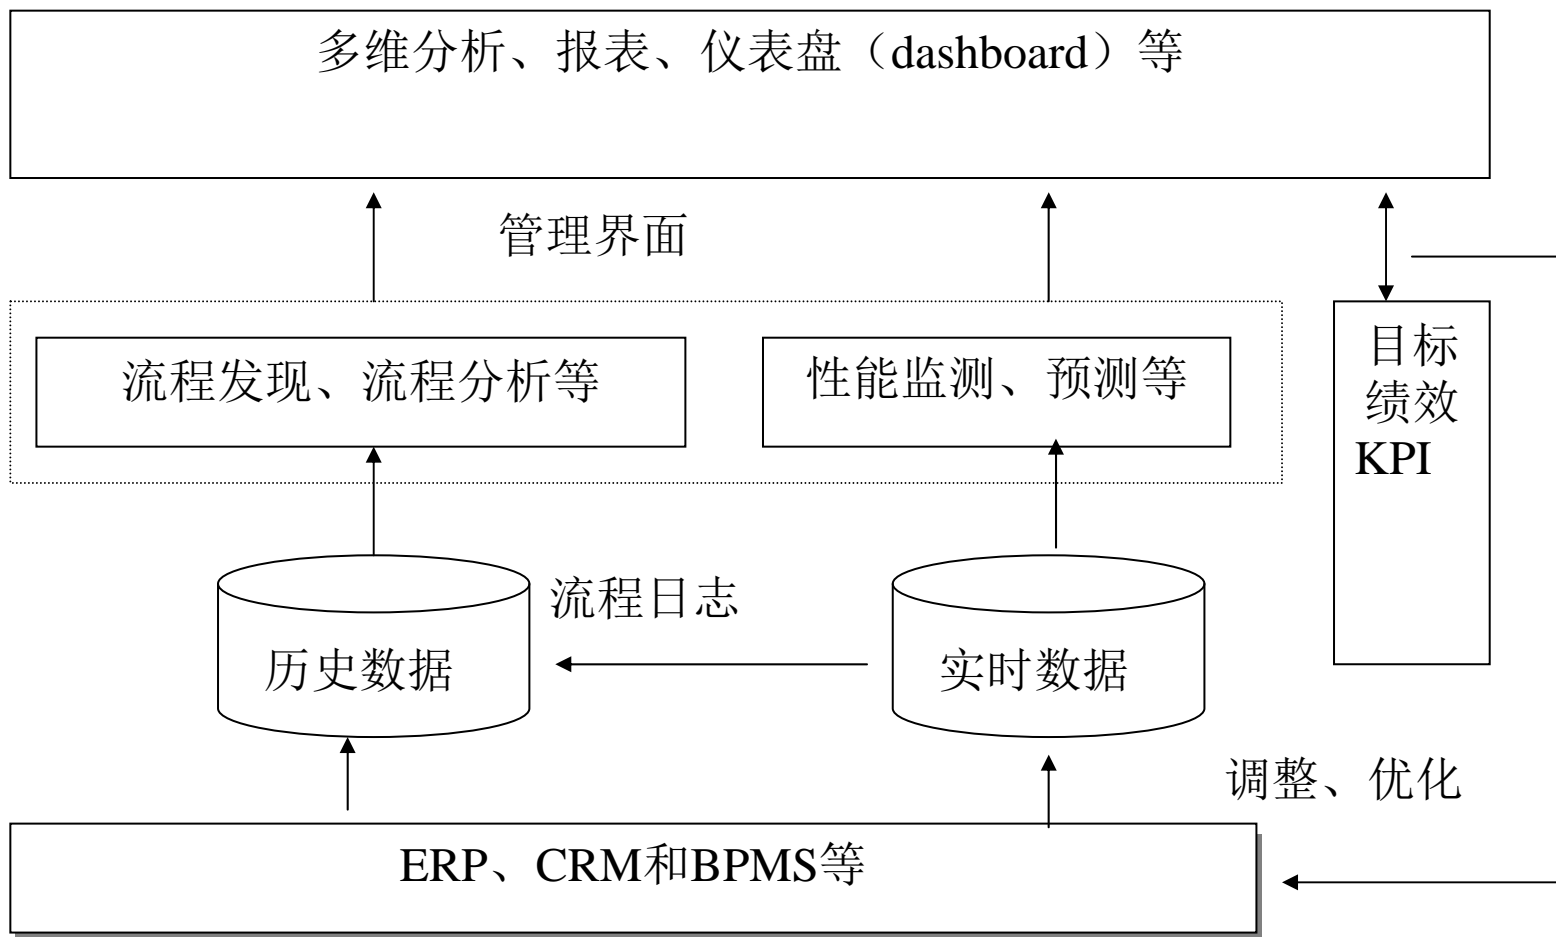 多维分析、报表、仪表盘（dashboard）等
管理界面
流程发现、流程分析等
性能监测、预测等
目标
绩效
KPI
流程日志
历史数据
实时数据
调整、优化
ERP、CRM和BPMS等